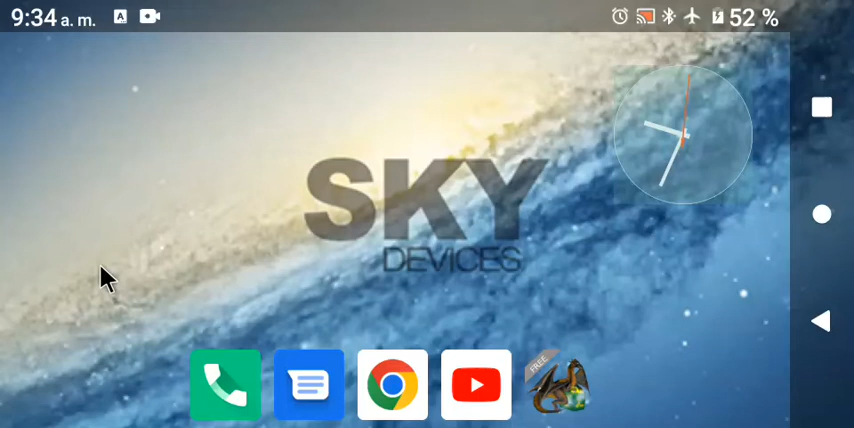 9:34 a. m.
A
52 %
SKY
DEVICES
FREE